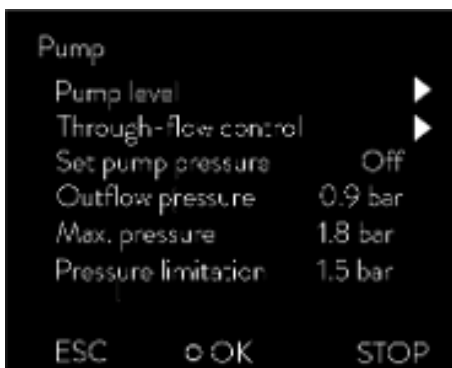 Pump
Pump level
Through-flow control
Set pump pressure Off
Outflow pressure 0.9 bar
Max. pressure 1.8 bar
Pressure limitation 1.5 bar
ESC OK STOP